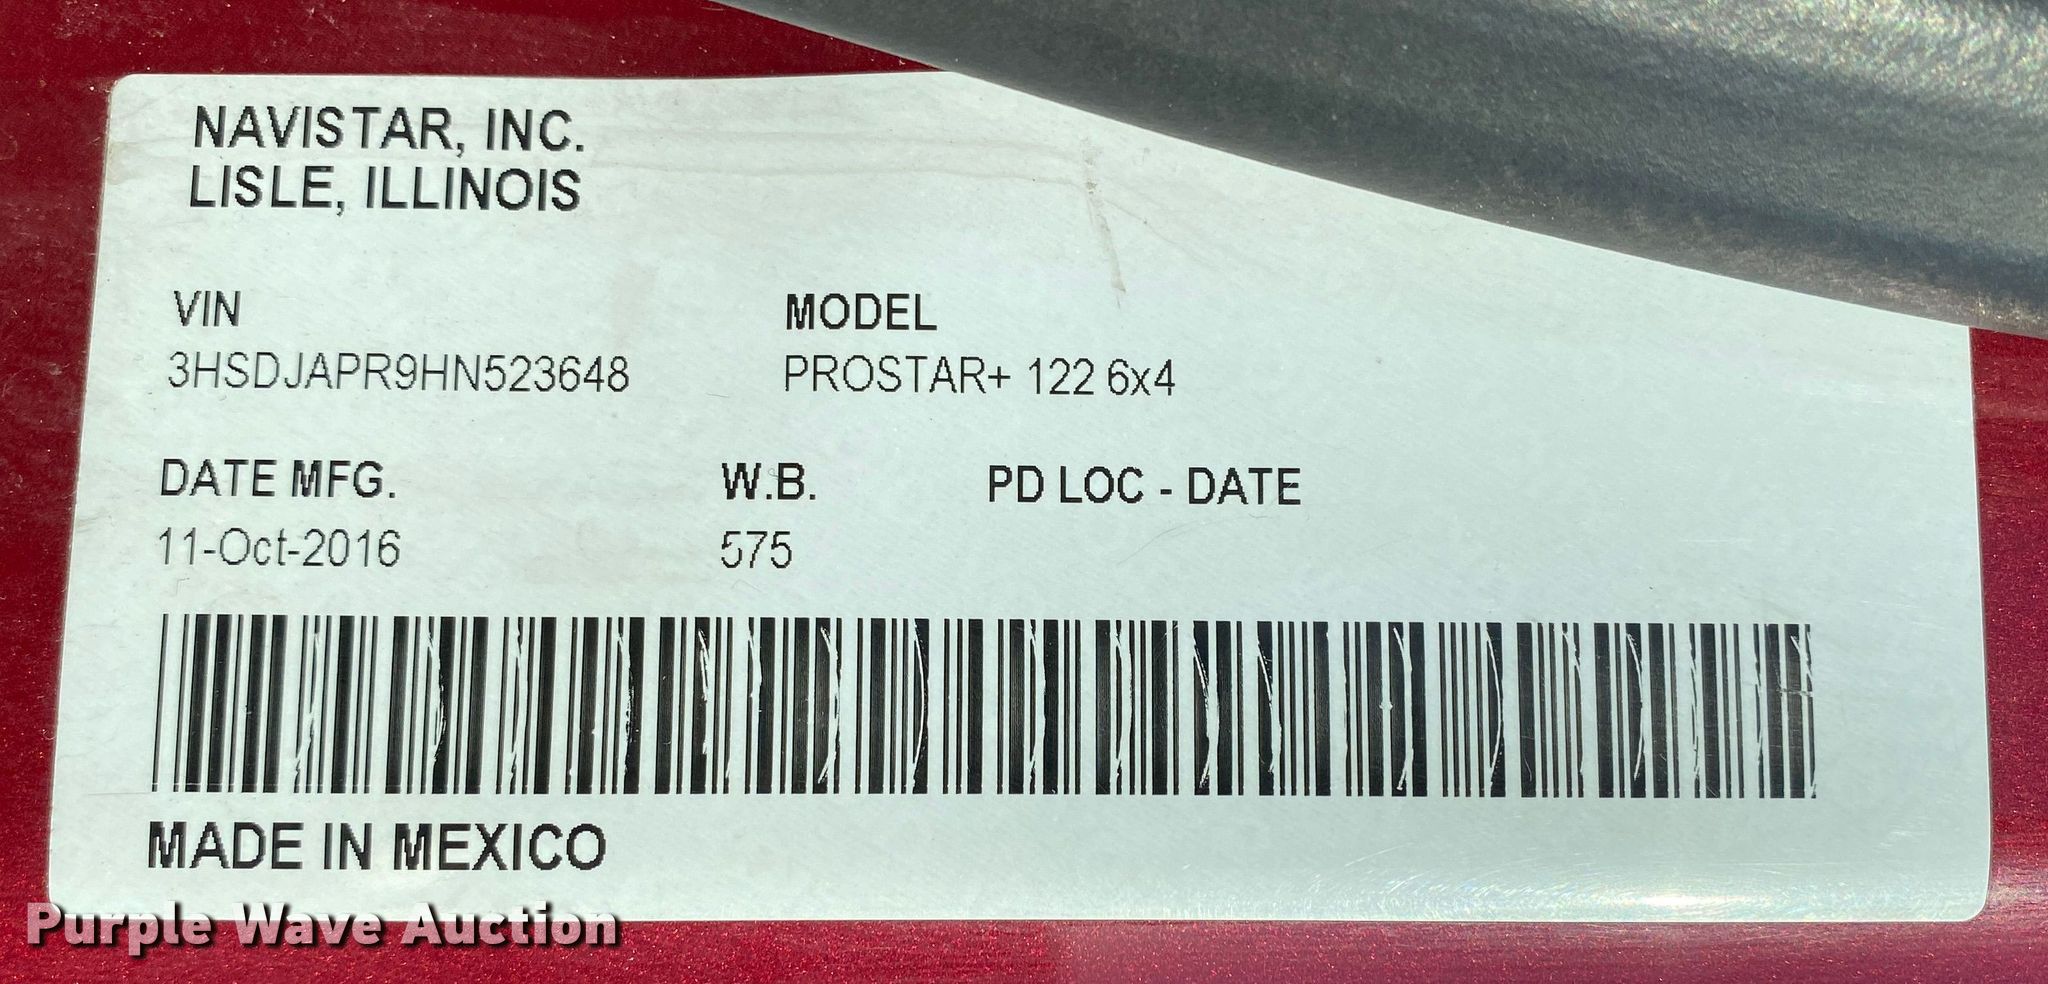 NAVISTAR, INC.
LISLE, ILLINOIS
VIN MODEL
3HSDJAPR9HN523648 PROSTAR+ 122 6x4
DATE MFG. W.B. PD LOC - DATE
11-Oct-2016 575
MADE IN MEXICO
Purple Wave Auction